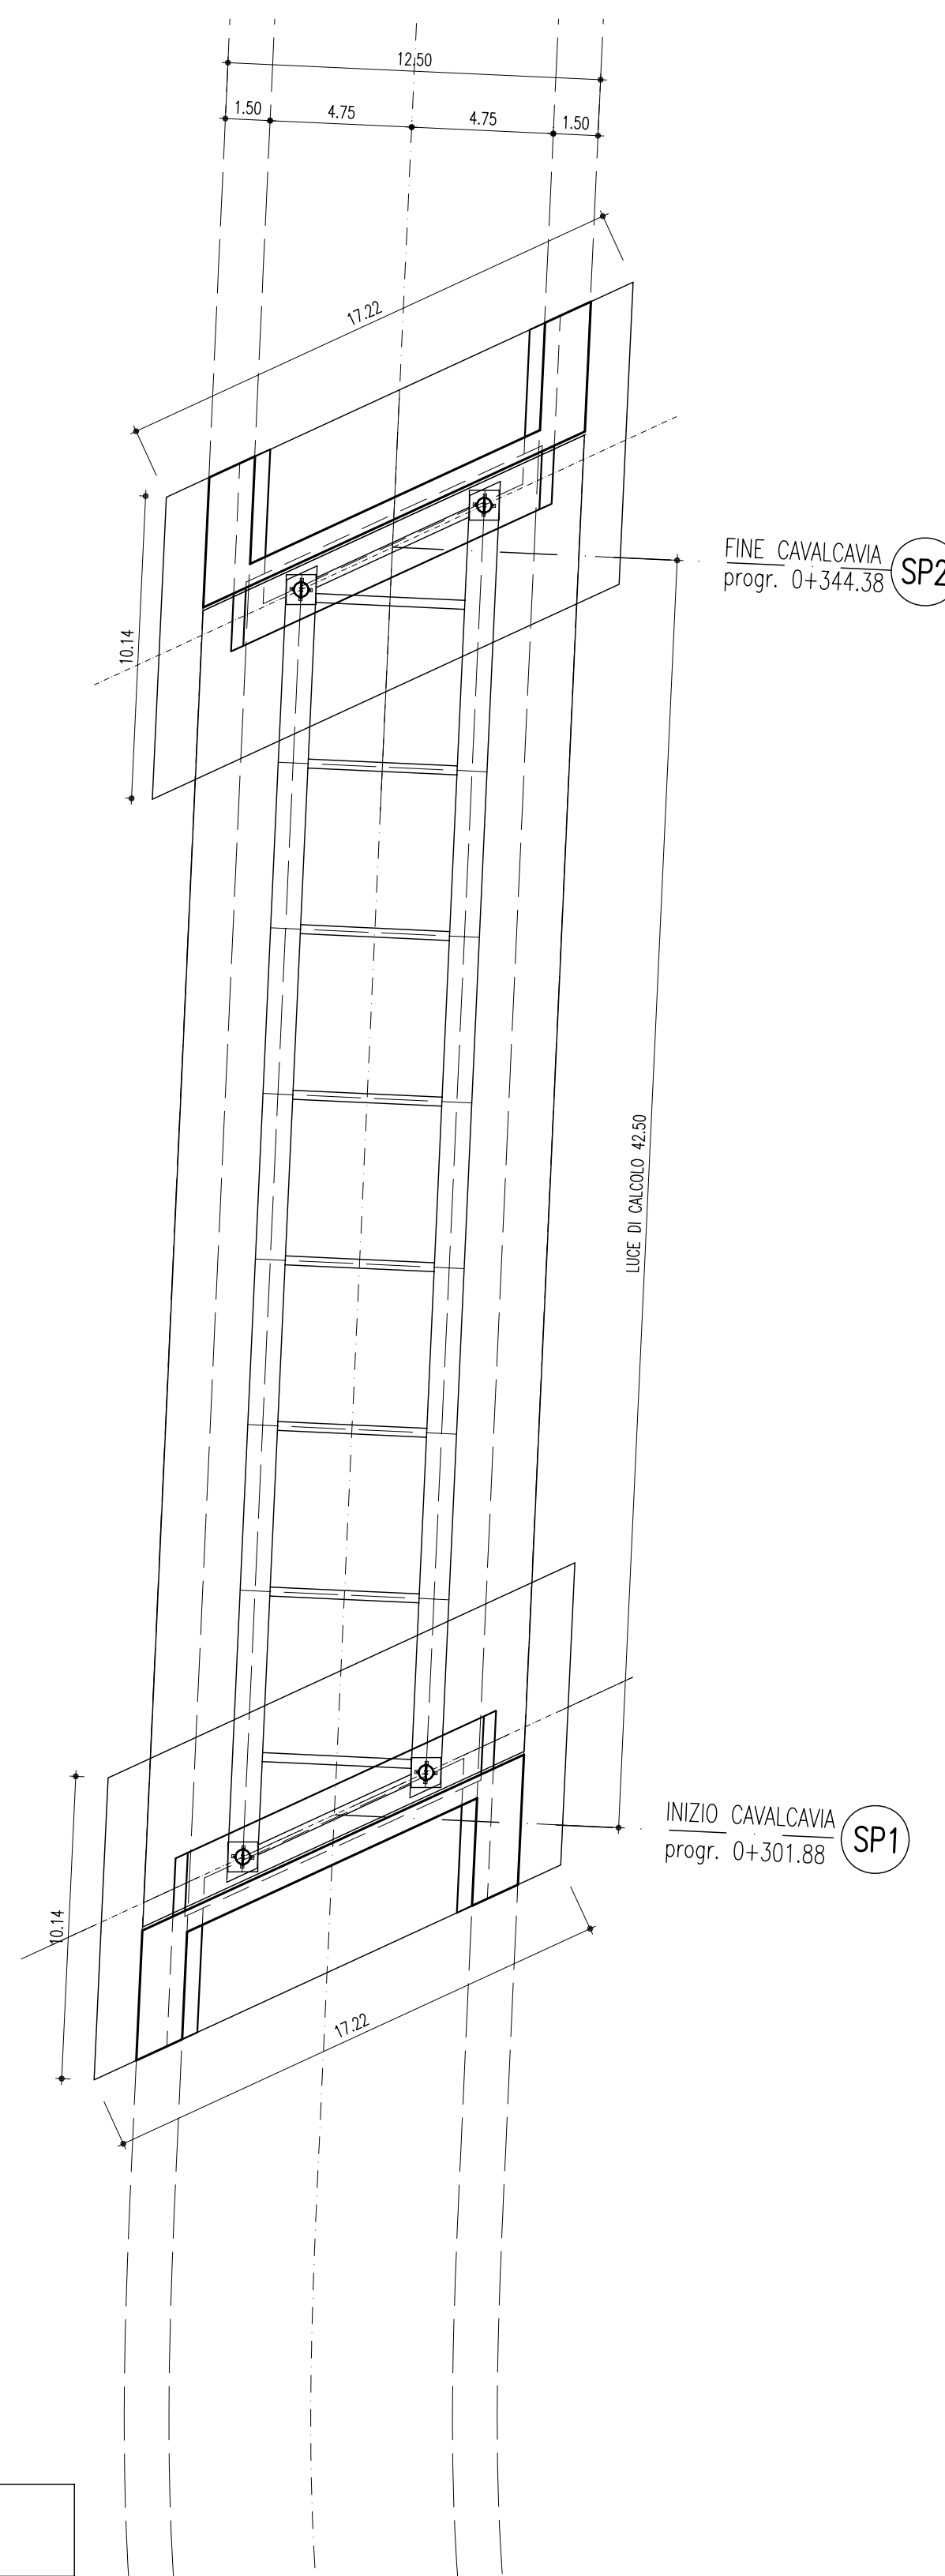 12.50
1.50
4.75
4.75
1.50
17.22
10.14
FINE CAVALCAVIA
progr. 0+344.38
SP2
LUCE DI CALCOLO 42.50
INIZIO CAVALCAVIA
progr. 0+301.88
SP1
10.14
17.22